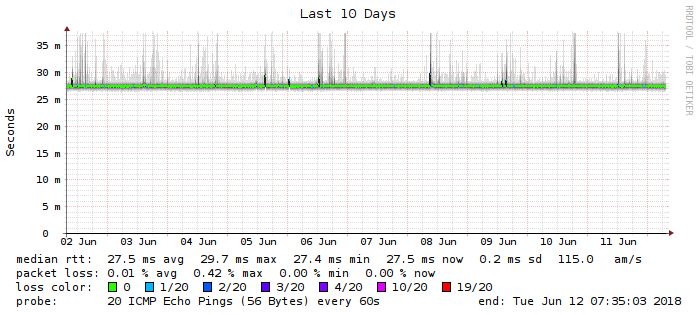 Last 10 Days
RRDTOOL / TOBI OETIKER
Seconds
35 m
30 m
25 m
20 m
15 m
10 m
5 m
0
02 Jun 03 Jun 04 Jun 05 Jun 06 Jun 07 Jun 08 Jun 09 Jun 10 Jun 11 Jun
median rtt: 27.5 ms avg 29.7 ms max 27.4 ms min 27.5 ms now 0.2 ms sd 115.0 am/s
packet loss: 0.01 % avg 0.42 % max 0.00 % min 0.00 % now
loss color: 0 1/20 2/20 3/20 4/20 10/20 19/20
probe: 20 ICMP Echo Pings (56 Bytes) every 60s end: Tue Jun 12 07:35:03 2018